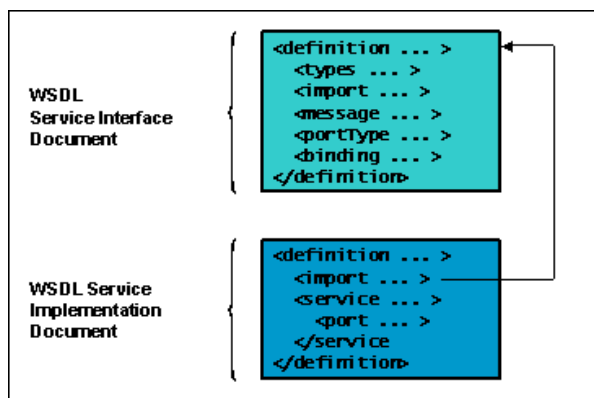 WSDL
Service Interface
Document
<definition ... >
<types ... >
<import ... >
<message ... >
<portType ... >
<binding ... >
</definition>
WSDL Service
Implementation
Document
<definition ... >
<import ... >
<service ... >
<port ... >
</service
</definition>